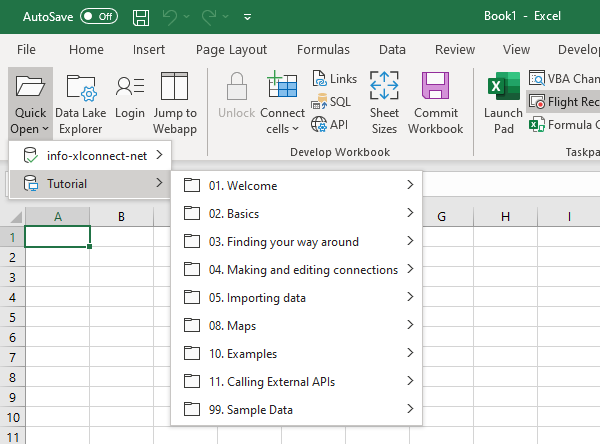 AutoSave Off Book1 - Excel
File Home Insert Page Layout Formulas Data Review View Develo
Quick Open
Data Lake Explorer
Login
Jump to Webapp
Unlock
Connect cells
Links
SQL
API
Sheet Sizes
Commit Workbook
Develop Workbook
Launch Pad
VBA Chan
Flight Rec
Formula C
Taskpa
info-xlconnect-net
Tutorial
01. Welcome
02. Basics
03. Finding your way around
04. Making and editing connections
05. Importing data
08. Maps
10. Examples
11. Calling External APIs
99. Sample Data
A B G H I
1
2
3
4
5
6
7
8
9
10
11